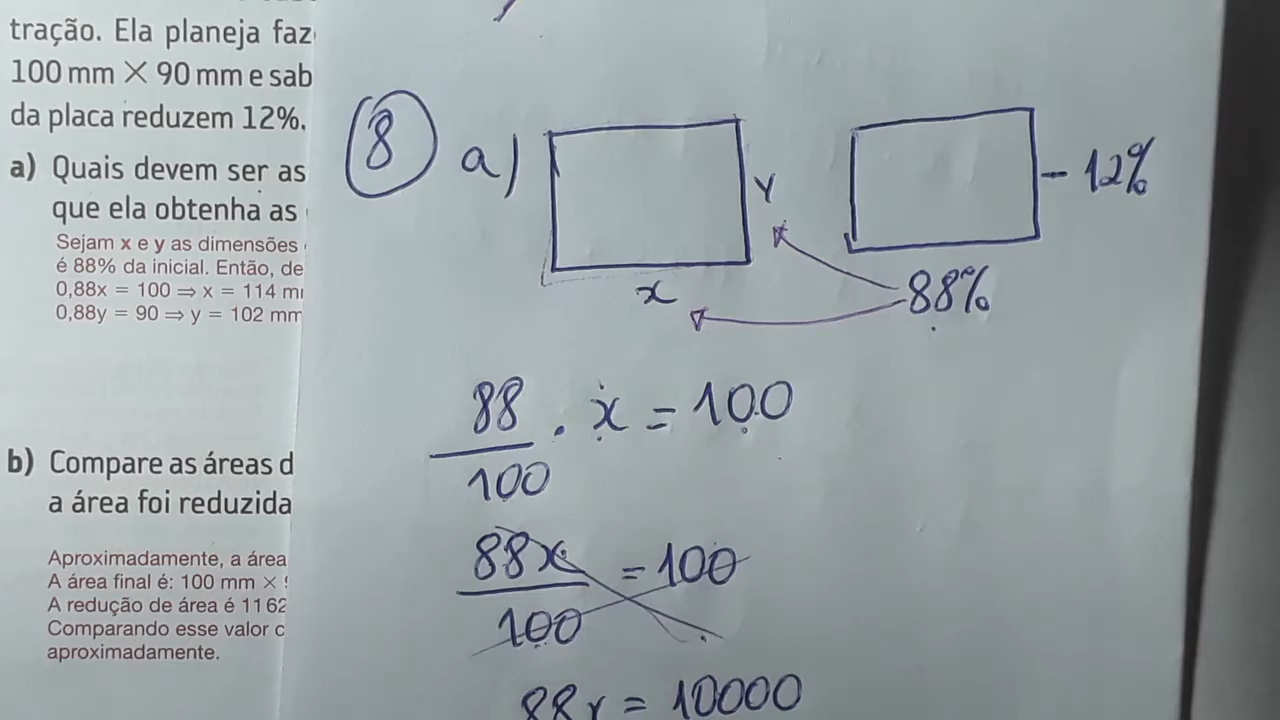 tração. Ela planeja faz
100 mm × 90 mm e sab
da placa reduzem 12%.
a) Quais devem ser as
que ela obtenha as
Sejam x e y as dimensões
é 88% da inicial. Então, de
0,88x = 100 ⇒ x = 114 m
0,88y = 90 ⇒ y = 102 mm
b) Compare as áreas d
a área foi reduzida
Aproximadamente, a área
A área final é: 100 mm ×
A redução de área é 11 62
Comparando esse valor c
aproximadamente.
8 a)
y
x
- 12%
88%
88/100 . x = 100
88x/100 = 100
88x = 10000